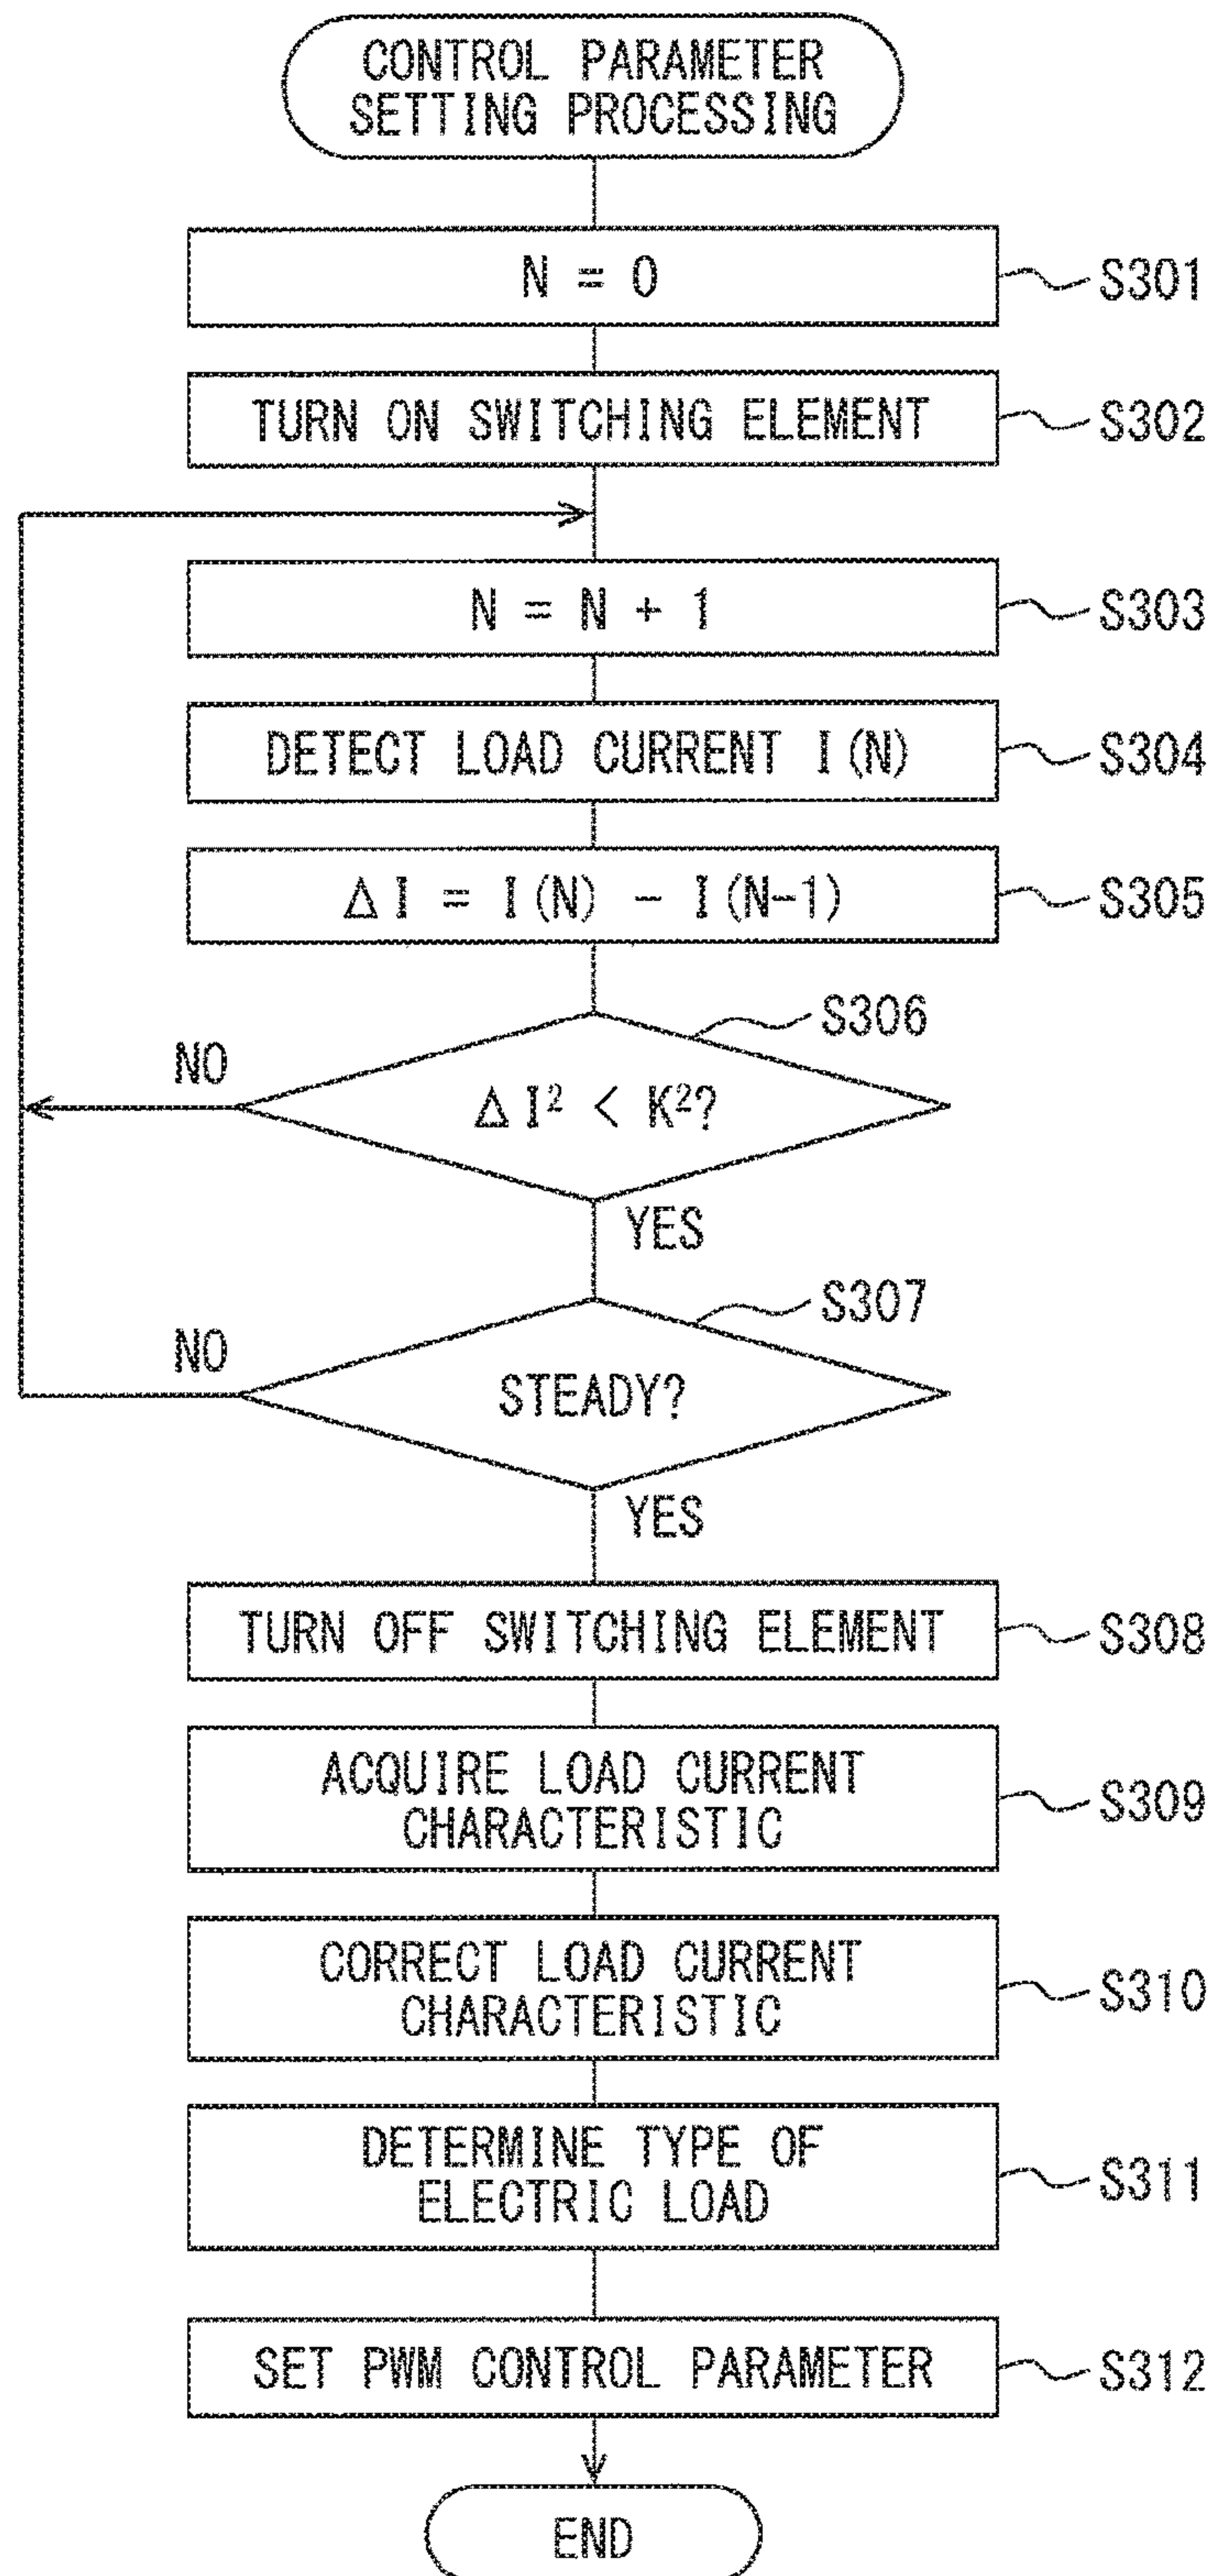 CONTROL PARAMETER
SETTING PROCESSING
N = 0
S301
TURN ON SWITCHING ELEMENT
S302
N = N + 1
S303
DETECT LOAD CURRENT I(N)
S304
Δ I = I(N) - I(N-1)
S305
S306
NO
Δ I² < K²?
YES
S307
NO
STEADY?
YES
TURN OFF SWITCHING ELEMENT
S308
ACQUIRE LOAD CURRENT
CHARACTERISTIC
S309
CORRECT LOAD CURRENT
CHARACTERISTIC
S310
DETERMINE TYPE OF
ELECTRIC LOAD
S311
SET PWM CONTROL PARAMETER
S312
END